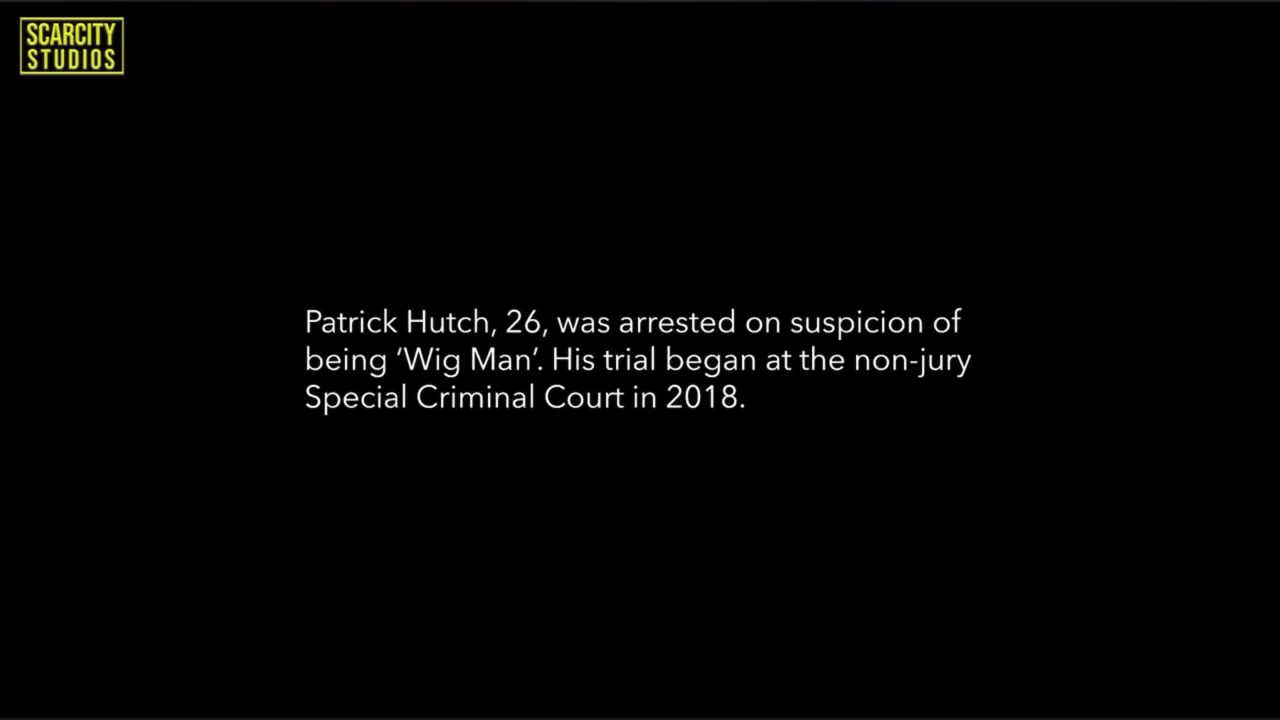 SCARCITY
STUDIOS
Patrick Hutch, 26, was arrested on suspicion of
being ‘Wig Man’. His trial began at the non-jury
Special Criminal Court in 2018.